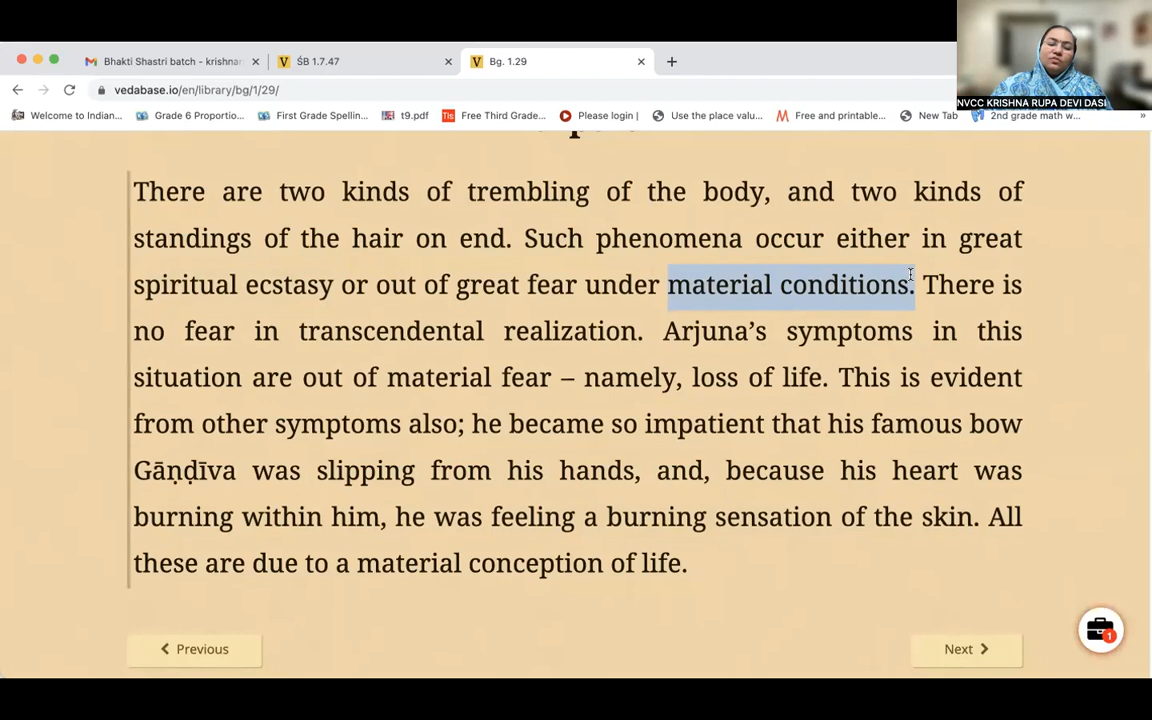 Bhakti Shastri batch - krishnar
ŚB 1.7.47
Bg. 1.29
vedabase.io/en/library/bg/1/29/
Welcome to Indian...
Grade 6 Proportio...
First Grade Spellin...
t9.pdf
Free Third Grade...
Please login |
Use the place valu...
Free and printable...
New Tab
2nd grade math w...
»
NVCC KRISHNA RUPA DEVI DASI
There are two kinds of trembling of the body, and two kinds of
standings of the hair on end. Such phenomena occur either in great
spiritual ecstasy or out of great fear under material conditions. There is
no fear in transcendental realization. Arjuna’s symptoms in this
situation are out of material fear – namely, loss of life. This is evident
from other symptoms also; he became so impatient that his famous bow
Gāṇḍīva was slipping from his hands, and, because his heart was
burning within him, he was feeling a burning sensation of the skin. All
these are due to a material conception of life.
Previous
Next
1